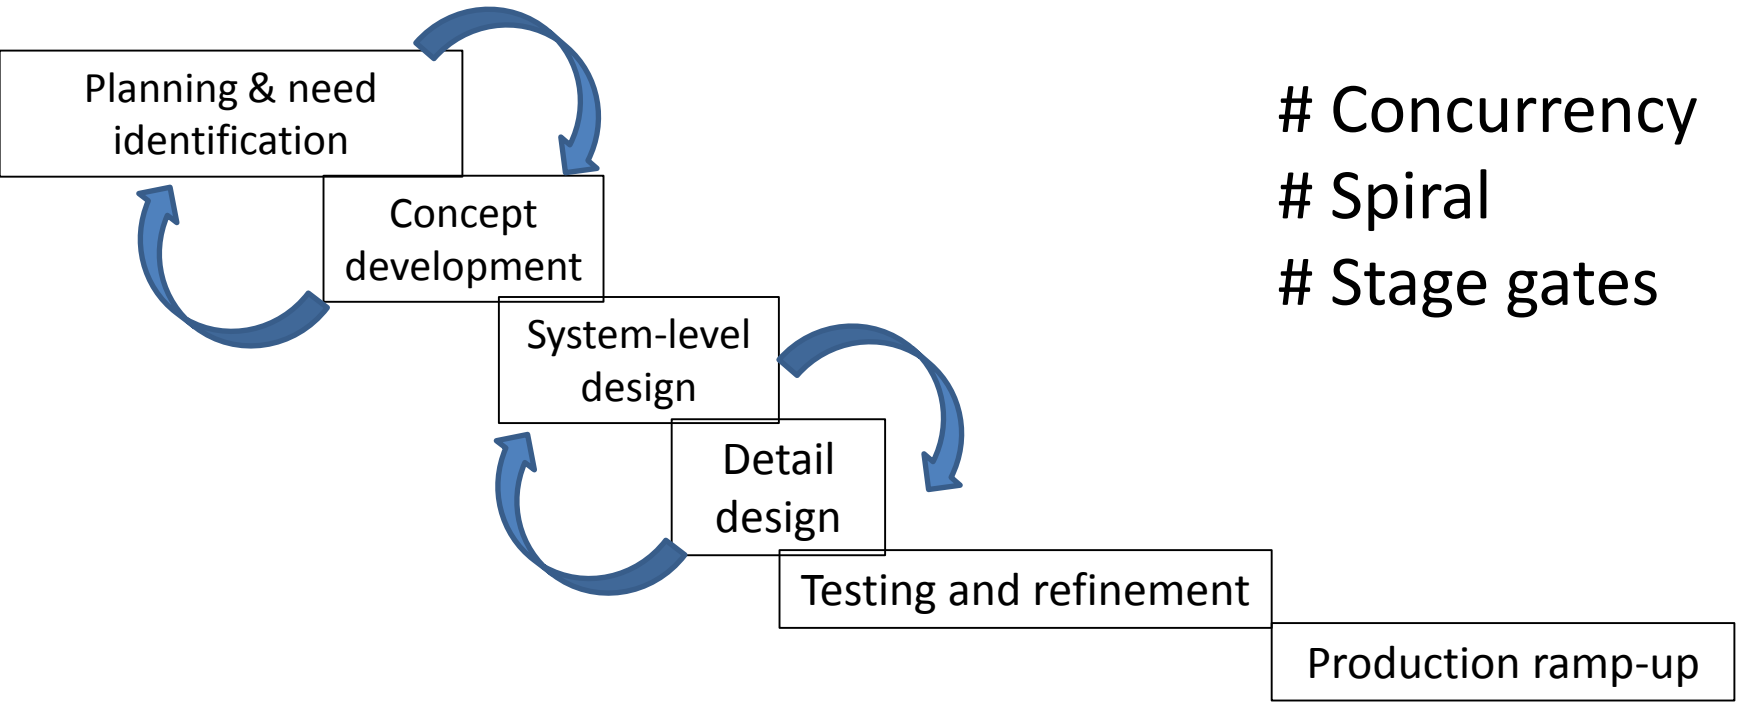 Planning & need
identification
Concept
development
System-level
design
Detail
design
Testing and refinement
Production ramp-up
# Concurrency
# Spiral
# Stage gates